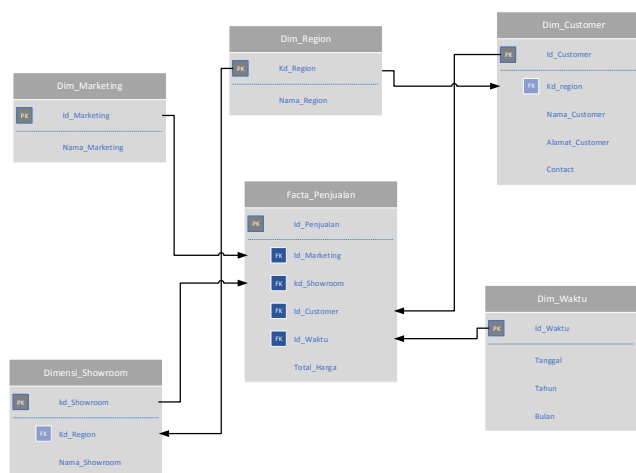 Dim_Region
PK Kd_Region
Nama_Region
Dim_Customer
PK Id_Customer
FK Kd_region
Nama_Customer
Alamat_Customer
Contact
Dim_Marketing
PK Id_Marketing
Nama_Marketing
Facta_Penjualan
PK Id_Penjualan
FK Id_Marketing
FK kd_Showroom
FK Id_Customer
FK Id_Waktu
Total_Harga
Dim_Waktu
PK Id_Waktu
Tanggal
Tahun
Bulan
Dimensi_Showroom
PK kd_Showroom
FK Kd_Region
Nama_Showroom